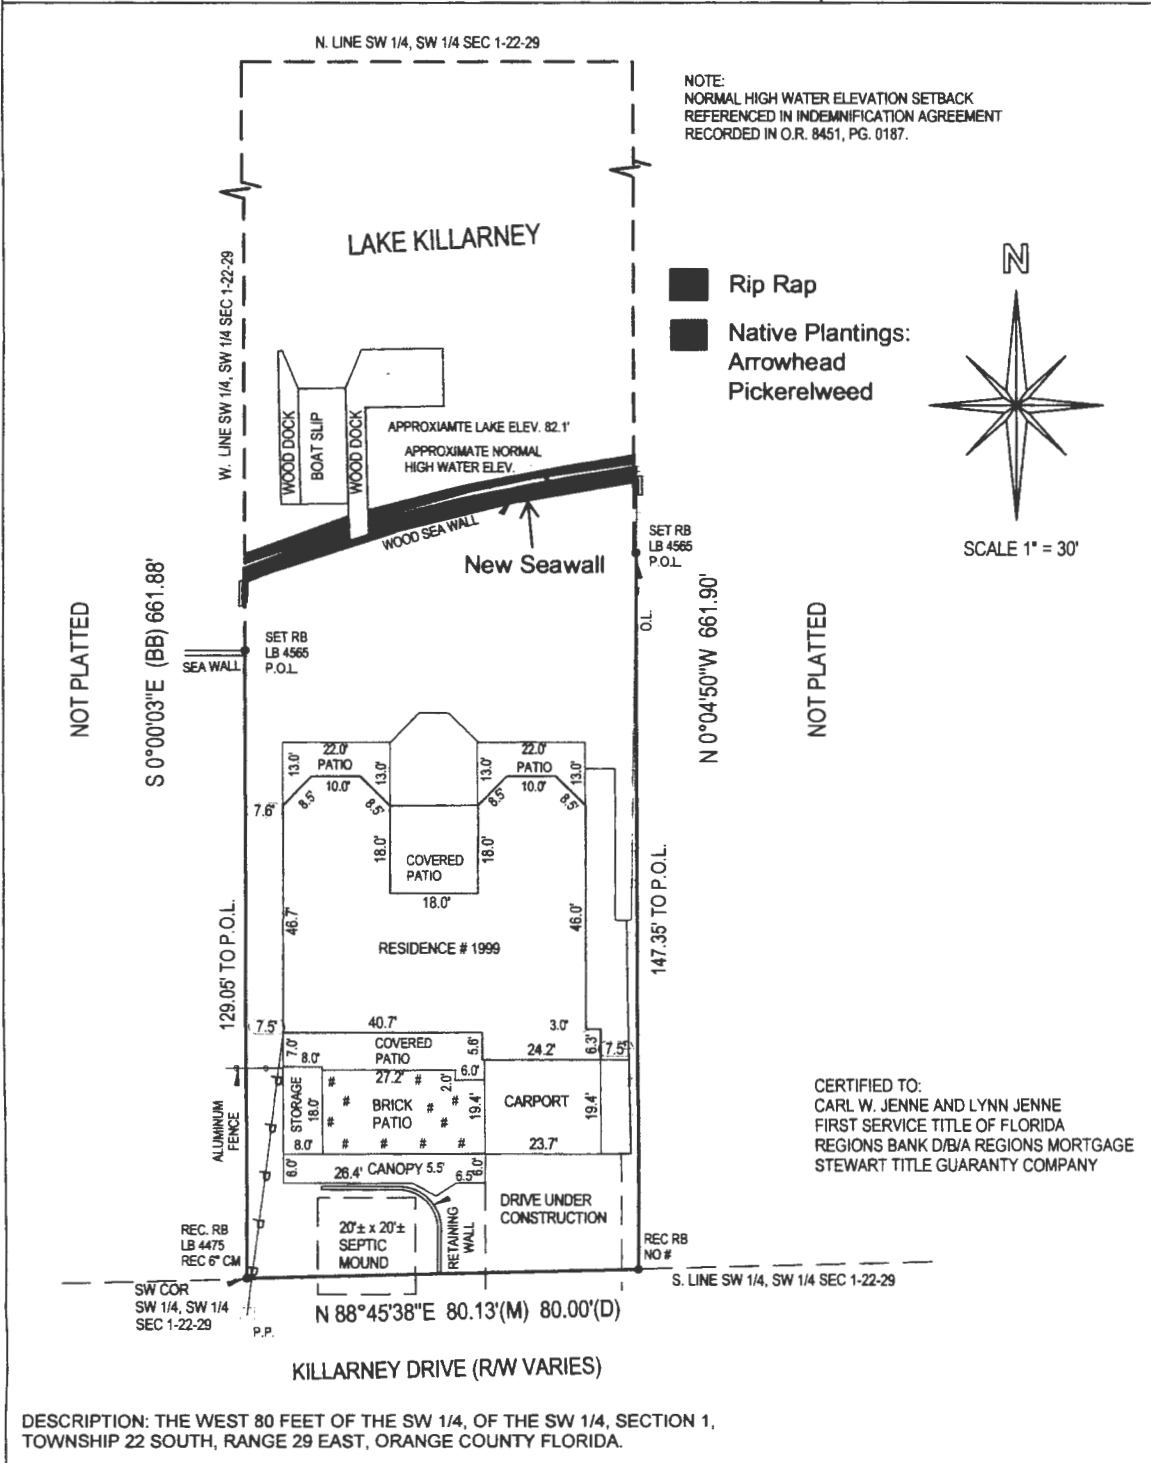 N. LINE SW 1/4, SW 1/4 SEC 1-22-29
NOTE:
NORMAL HIGH WATER ELEVATION SETBACK
REFERENCED IN INDEMNIFICATION AGREEMENT
RECORDED IN O.R. 8451, PG. 0187.
LAKE KILLARNEY
W. LINE SW 1/4, SW 1/4 SEC 1-22-29
N
Rip Rap
Native Plantings:
Arrowhead
Pickerelweed
SCALE 1" = 30'
WOOD DOCK
BOAT SLIP
WOOD DOCK
APPROXIAMTE LAKE ELEV. 82.1'
APPROXIMATE NORMAL
HIGH WATER ELEV.
WOOD SEA WALL
New Seawall
SET RB
LB 4565
P.O.L.
O.L.
NOT PLATTED
S 0°00'03"E (BB) 661.88'
SET RB
LB 4565
P.O.L.
SEA WALL
N 0°04'50"W 661.90'
NOT PLATTED
22.0'
PATIO
10.0'
13.0'
13.0'
8.5'
8.5'
22.0'
PATIO
10.0'
13.0'
13.0'
8.5'
8.5'
7.6'
18.0'
COVERED
PATIO
18.0'
18.0'
46.7'
46.0'
RESIDENCE # 1999
129.05' TO P.O.L.
147.35' TO P.O.L.
7.5'
40.7'
3.0'
7.0'
8.0'
COVERED
PATIO
5.6'
24.2'
6.3'
7.5'
27.2'
2.0'
6.0'
STORAGE
18.0'
8.0'
# # # # # # # # # #
BRICK
PATIO
19.4'
CARPORT
19.4'
23.7'
ALUMINUM
FENCE
P P P P P
6.0'
26.4'
CANOPY 5.5'
6.5'
6.0'
20'± x 20'±
SEPTIC
MOUND
RETAINING
WALL
DRIVE UNDER
CONSTRUCTION
CERTIFIED TO:
CARL W. JENNE AND LYNN JENNE
FIRST SERVICE TITLE OF FLORIDA
REGIONS BANK D/B/A REGIONS MORTGAGE
STEWART TITLE GUARANTY COMPANY
REC. RB
LB 4475
REC 6" CM
REC RB
NO #
S. LINE SW 1/4, SW 1/4 SEC 1-22-29
SW COR
SW 1/4, SW 1/4
SEC 1-22-29
P.P.
N 88°45'38"E 80.13'(M) 80.00'(D)
KILLARNEY DRIVE (R/W VARIES)
DESCRIPTION: THE WEST 80 FEET OF THE SW 1/4, OF THE SW 1/4, SECTION 1,
TOWNSHIP 22 SOUTH, RANGE 29 EAST, ORANGE COUNTY FLORIDA.